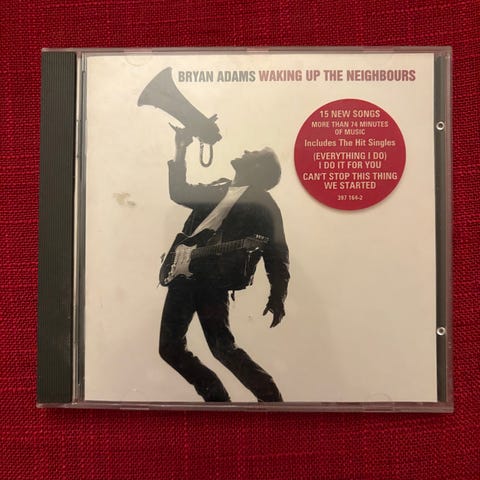 BRYAN ADAMS WAKING UP THE NEIGHBOURS
15 NEW SONGS
MORE THAN 74 MINUTES
OF MUSIC
Includes The Hit Singles
(EVERYTHING I DO)
I DO IT FOR YOU
CAN'T STOP THIS THING
WE STARTED
397 164-2